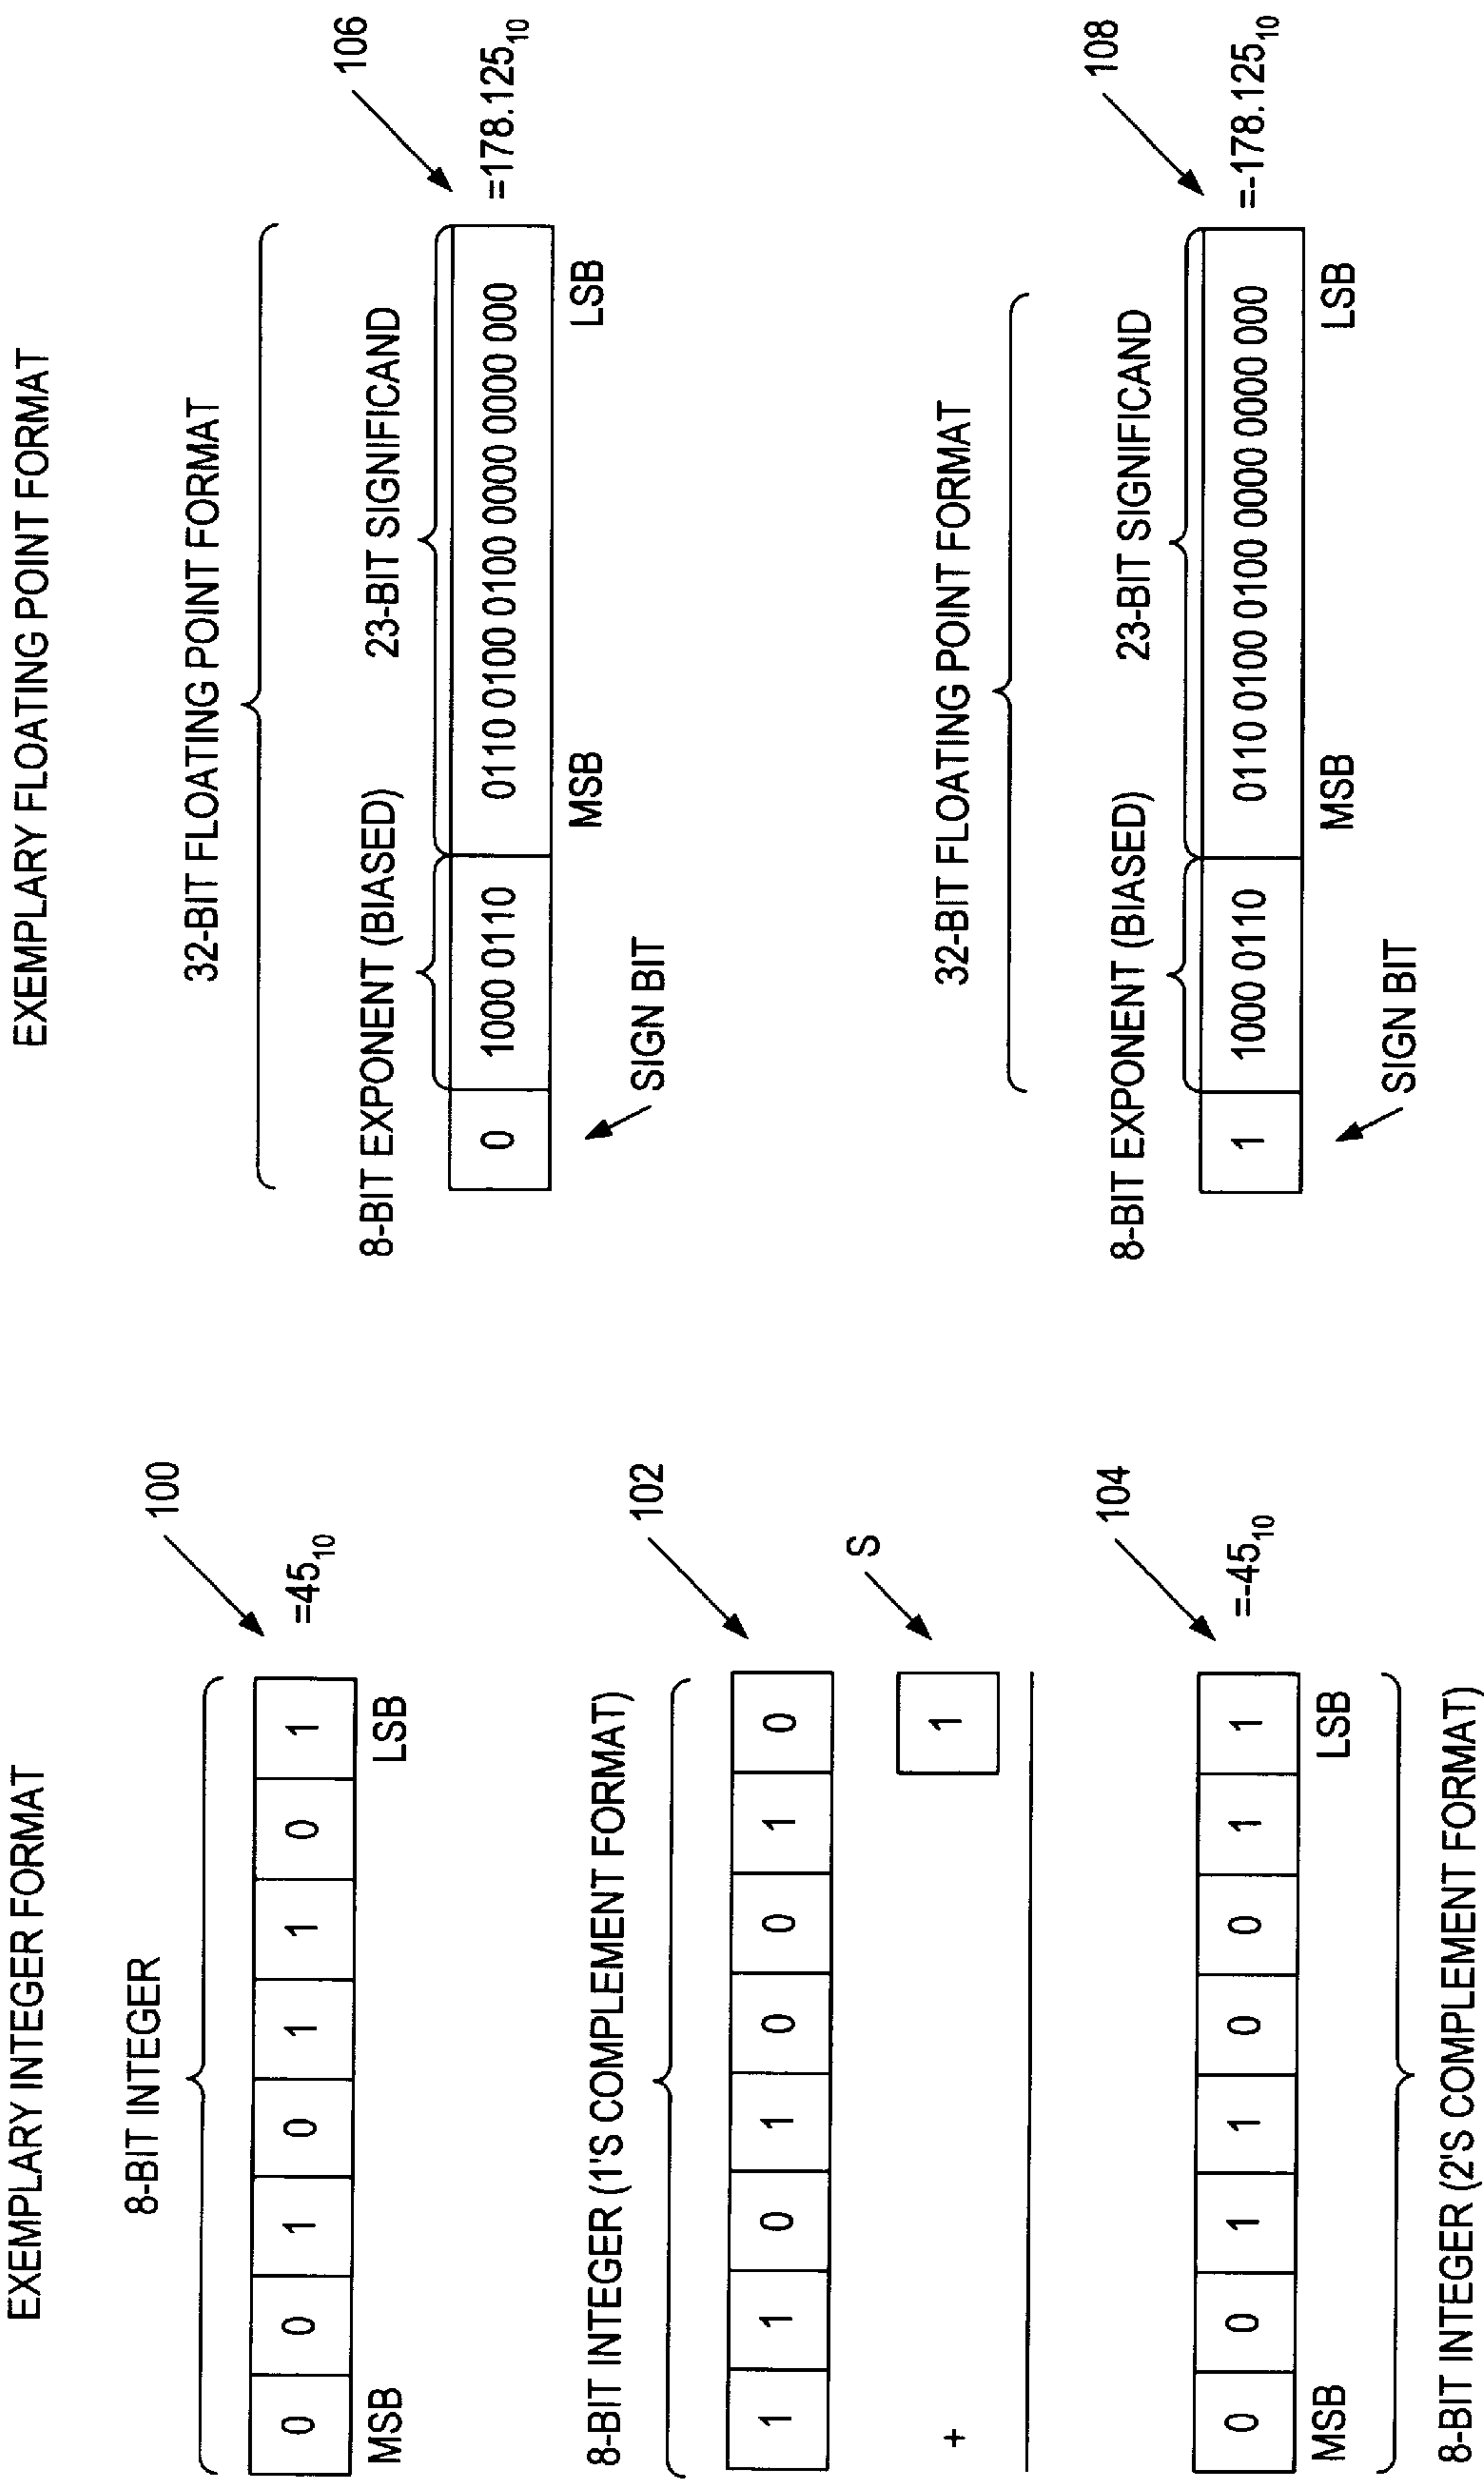 EXEMPLARY INTEGER FORMAT
8-BIT INTEGER
100
0 0 1 0 1 1 0 1
=45₁₀
MSB LSB
8-BIT INTEGER (1'S COMPLEMENT FORMAT)
102
1 1 0 1 0 0 1 0
S
+ 1
104
0 0 1 1 0 0 1 1
=-45₁₀
MSB LSB
8-BIT INTEGER (2'S COMPLEMENT FORMAT)
EXEMPLARY FLOATING POINT FORMAT
32-BIT FLOATING POINT FORMAT
106
8-BIT EXPONENT (BIASED) 23-BIT SIGNIFICAND
0 1000 0110 0110 0100 0100 0000 0000 000
=178.125₁₀
MSB LSB
SIGN BIT
32-BIT FLOATING POINT FORMAT
108
8-BIT EXPONENT (BIASED) 23-BIT SIGNIFICAND
1 1000 0110 0110 0100 0100 0000 0000 000
=-178.125₁₀
MSB LSB
SIGN BIT